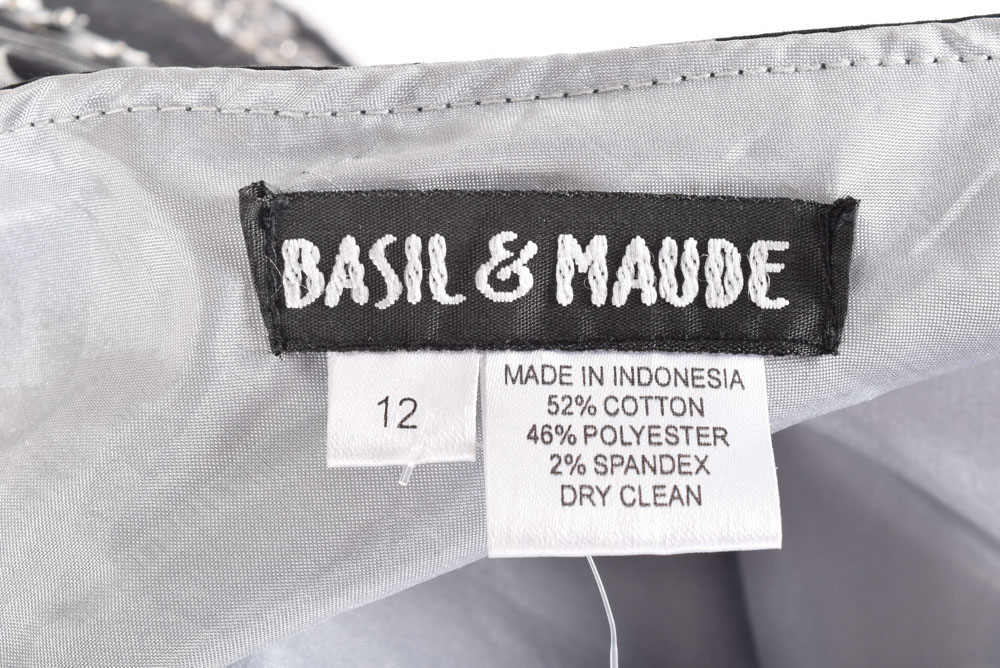 BASIL & MAUDE
12
MADE IN INDONESIA
52% COTTON
46% POLYESTER
2% SPANDEX
DRY CLEAN